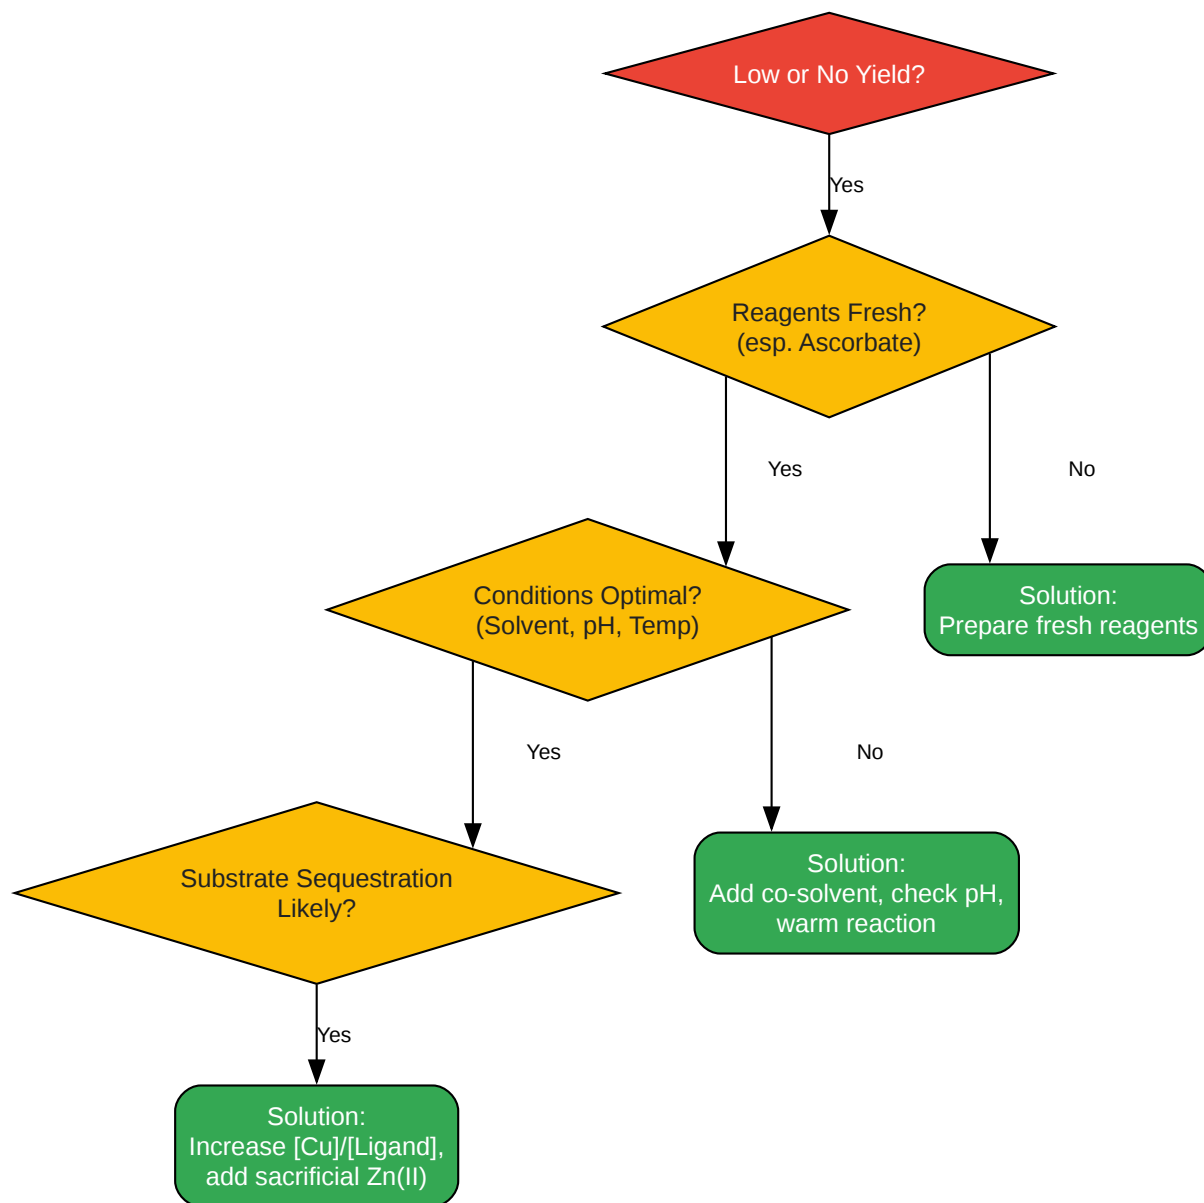 Low or No Yield?
Yes
Reagents Fresh?
(esp. Ascorbate)
Yes
No
Conditions Optimal?
(Solvent, pH, Temp)
Solution:
Prepare fresh reagents
Yes
No
Substrate Sequestration
Likely?
Solution:
Add co-solvent, check pH,
warm reaction
Yes
Solution:
Increase [Cu]/[Ligand],
add sacrificial Zn(II)